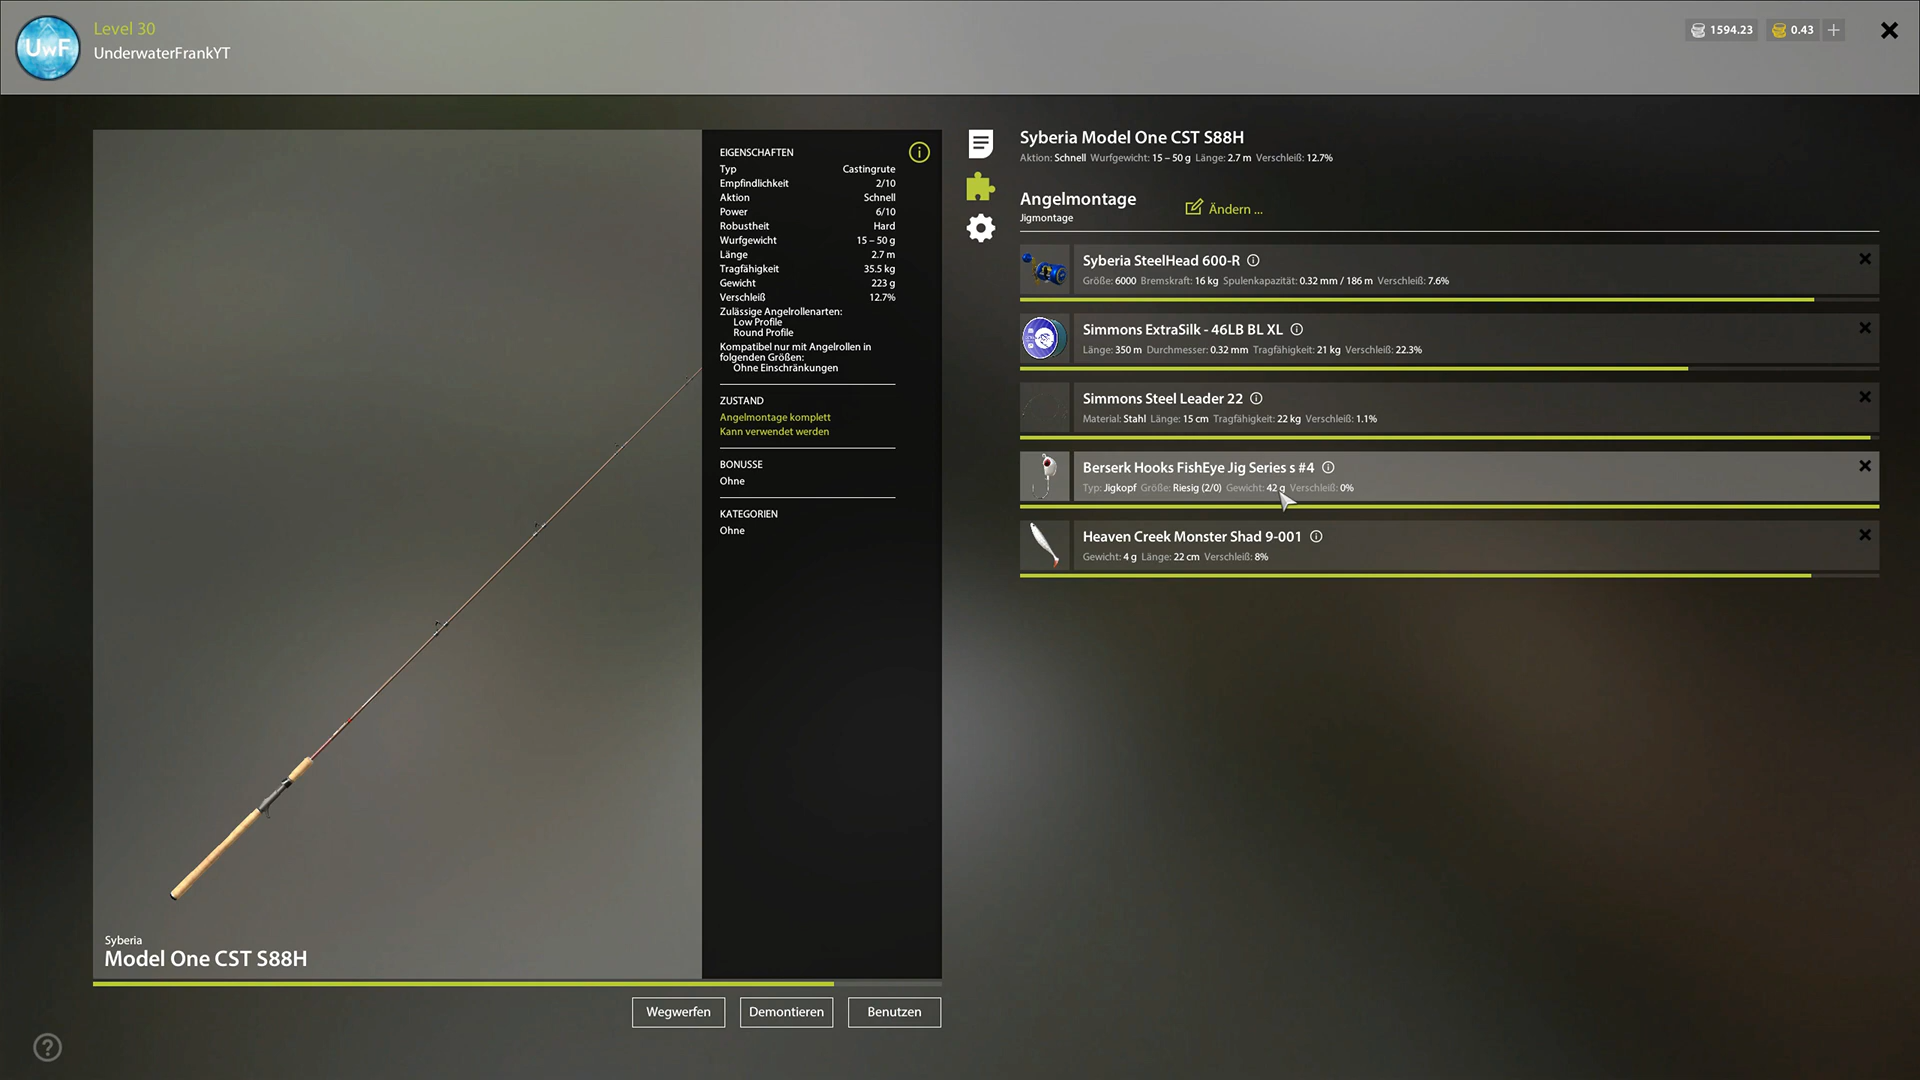 UwF
Level 30
UnderwaterFrankYT
1594.23
0.43
EIGENSCHAFTEN
Typ Castingrute
Empfindlichkeit 2/10
Aktion Schnell
Power 6/10
Robustheit Hard
Wurfgewicht 15 – 50 g
Länge 2.7 m
Tragfähigkeit 35.5 kg
Gewicht 223 g
Verschleiß 12.7%
Zulässige Angelrollenarten:
Low Profile
Round Profile
Kompatibel nur mit Angelrollen in
folgenden Größen:
Ohne Einschränkungen
ZUSTAND
Angelmontage komplett
Kann verwendet werden
BONUSSE
Ohne
KATEGORIEN
Ohne
Syberia
Model One CST S88H
Wegwerfen
Demontieren
Benutzen
Syberia Model One CST S88H
Aktion: Schnell Wurfgewicht: 15 – 50 g Länge: 2.7 m Verschleiß: 12.7%
Angelmontage
Jigmontage
Ändern ...
Syberia SteelHead 600-R
Größe: 6000 Bremskraft: 16 kg Spulenkapazität: 0.32 mm / 186 m Verschleiß: 7.6%
Simmons ExtraSilk - 46LB BL XL
Länge: 350 m Durchmesser: 0.32 mm Tragfähigkeit: 21 kg Verschleiß: 22.3%
Simmons Steel Leader 22
Material: Stahl Länge: 15 cm Tragfähigkeit: 22 kg Verschleiß: 1.1%
Berserk Hooks FishEye Jig Series s #4
Typ: Jigkopf Größe: Riesig (2/0) Gewicht: 42 g Verschleiß: 0%
Heaven Creek Monster Shad 9-001
Gewicht: 4 g Länge: 22 cm Verschleiß: 8%